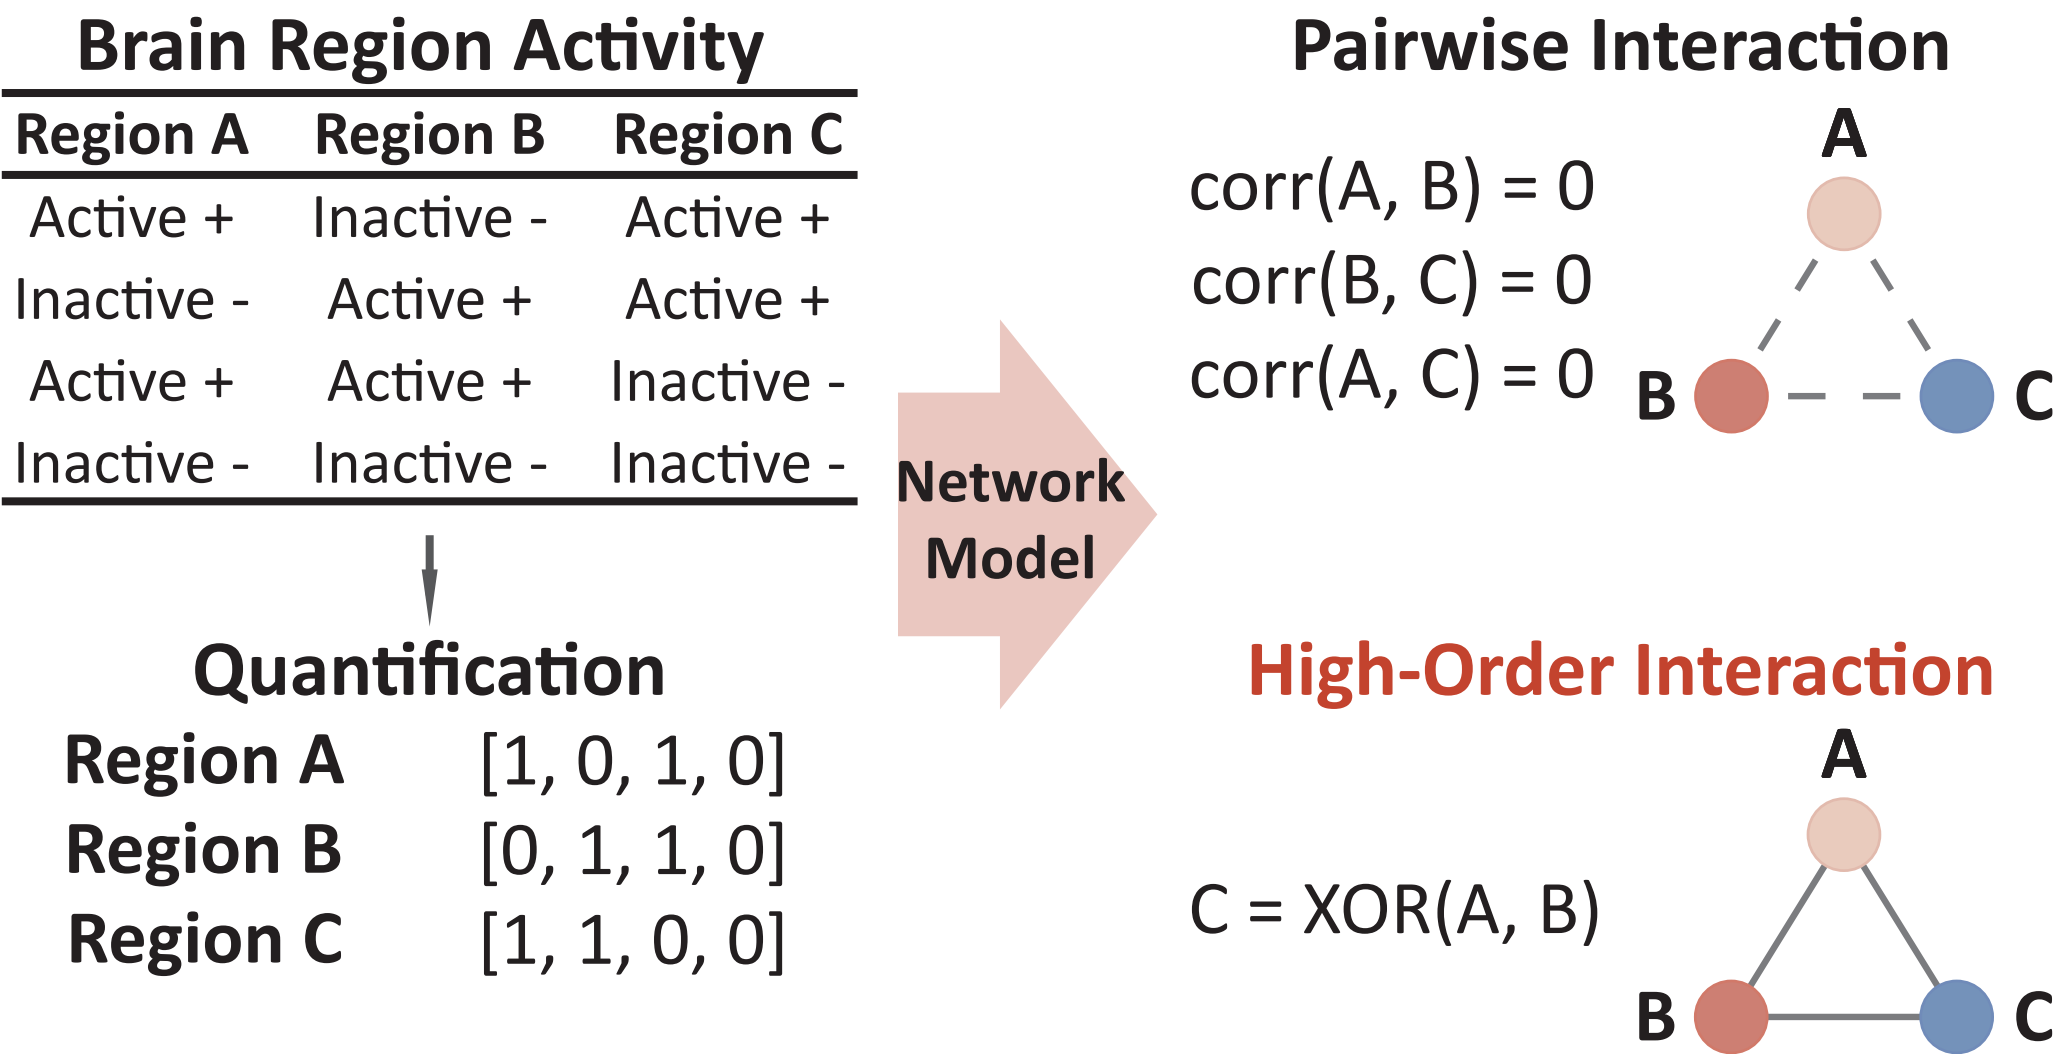 Brain Region Activity
Region A Region B Region C
Active + Inactive - Active +
Inactive - Active + Active +
Active + Active + Inactive -
Inactive - Inactive - Inactive -
Quantification
Region A [1, 0, 1, 0]
Region B [0, 1, 1, 0]
Region C [1, 1, 0, 0]
Network
Model
Pairwise Interaction
corr(A, B) = 0
corr(B, C) = 0
corr(A, C) = 0
A
B C
High-Order Interaction
C = XOR(A, B)
A
B C